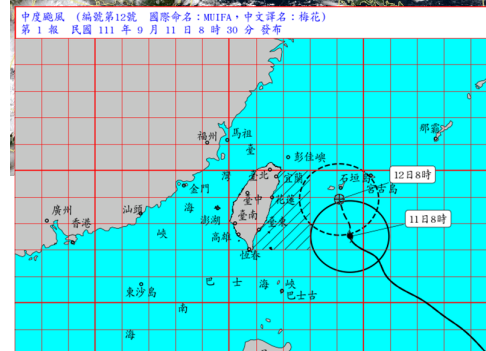 中度颱風 (編號第12號 國際命名：MUIFA，中文譯名：梅花)
第 1 報 民國 111 年 9 月 11 日 8 時 30 分 發布
那霸
福州
馬祖
臺
彭佳嶼
臺北
宜蘭
石垣島
宮古島
12日8時
金門
灣
臺中
花蓮
廣州
汕頭
海
澎湖
臺南
臺東
11日8時
香港
峽
高雄
恆春
巴 士 海 峽
東沙島
巴士古
南
海